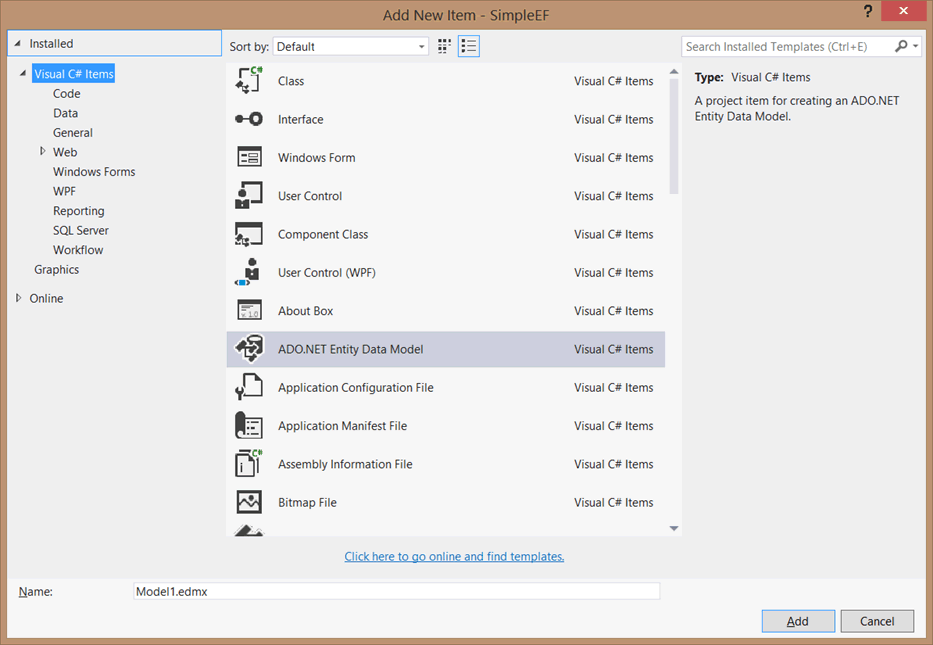 Add New Item - SimpleEF
?
Installed
Sort by: Default
Search Installed Templates (Ctrl+E)
Visual C# Items
Code
Data
General
Web
Windows Forms
WPF
Reporting
SQL Server
Workflow
Graphics
Online
Class Visual C# Items
Interface Visual C# Items
Windows Form Visual C# Items
User Control Visual C# Items
Component Class Visual C# Items
User Control (WPF) Visual C# Items
About Box Visual C# Items
ADO.NET Entity Data Model Visual C# Items
Application Configuration File Visual C# Items
Application Manifest File Visual C# Items
Assembly Information File Visual C# Items
Bitmap File Visual C# Items
Type: Visual C# Items
A project item for creating an ADO.NET
Entity Data Model.
Click here to go online and find templates.
Name: Model1.edmx
Add Cancel